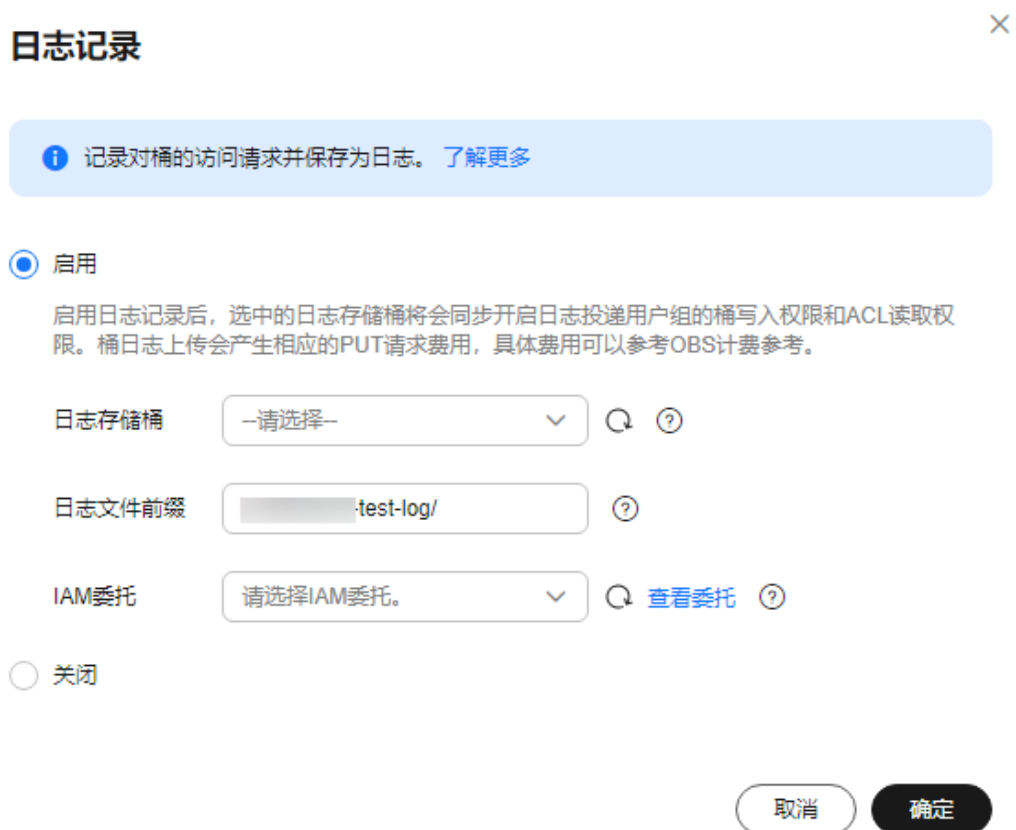 日志记录
记录对桶的访问请求并保存为日志。 了解更多
启用
启用日志记录后，选中的日志存储桶将会同步开启日志投递用户组的桶写入权限和ACL读取权
限。桶日志上传会产生相应的PUT请求费用，具体费用可以参考OBS计费参考。
日志存储桶 --请选择--
日志文件前缀 -test-log/
IAM委托 请选择IAM委托。 查看委托
关闭
取消 确定